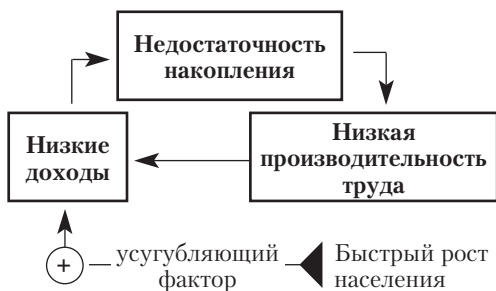 Недостаточность
накопления
Низкие
доходы
Низкая
производительность
труда
+
усугубляющий
фактор
Быстрый рост
населения